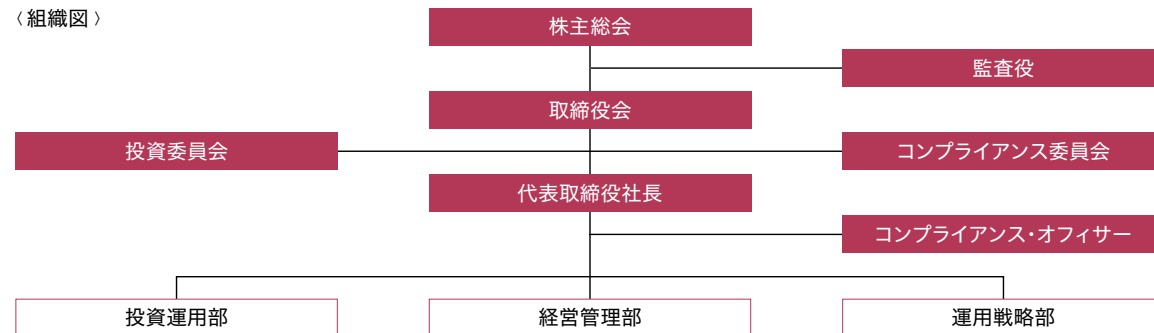 〈組織図〉
株主総会
監査役
取締役会
投資委員会
コンプライアンス委員会
代表取締役社長
コンプライアンス・オフィサー
投資運用部
経営管理部
運用戦略部